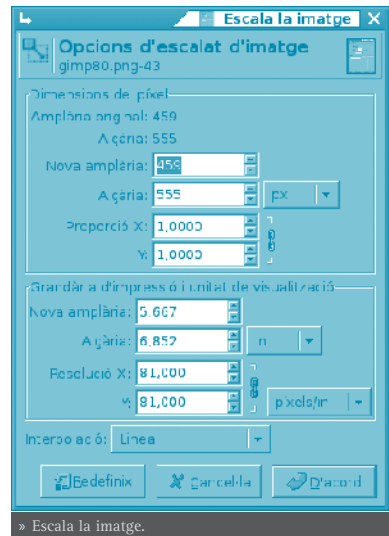 Escala la imatge
Opcions d'escalat d'imatge
gimp80.png-43
Dimensions de píxel
Amplària original: 459
Alçària: 555
Nova amplària: 459
Alçària: 555 px
Proporció X: 1,0000
Y: 1,0000
Grandària d'impressió i unitat de visualització
Nova amplària: 5,667
Alçària: 6,852 in
Resolució X: 81,000
Y: 81,000 píxels/in
Interpolació: Linea
Redefinix Cancel·la D'acord
» Escala la imatge.